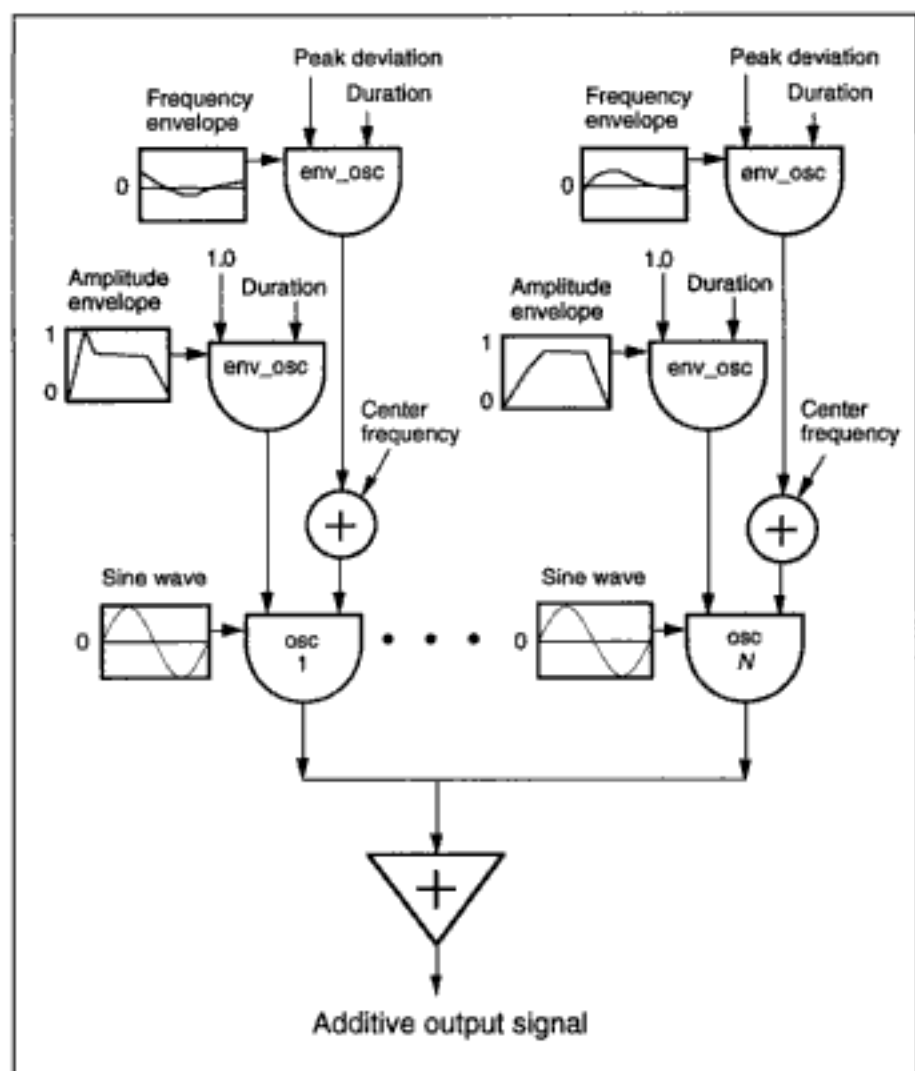 Peak deviation
Duration
Frequency
envelope
0
env_osc
Peak deviation
Duration
Frequency
envelope
0
env_osc
1.0
Duration
Amplitude
envelope
1
0
env_osc
Center
frequency
+
1.0
Duration
Amplitude
envelope
1
0
env_osc
Center
frequency
+
Sine wave
0
osc
1
• • •
Sine wave
0
osc
N
+
Additive output signal